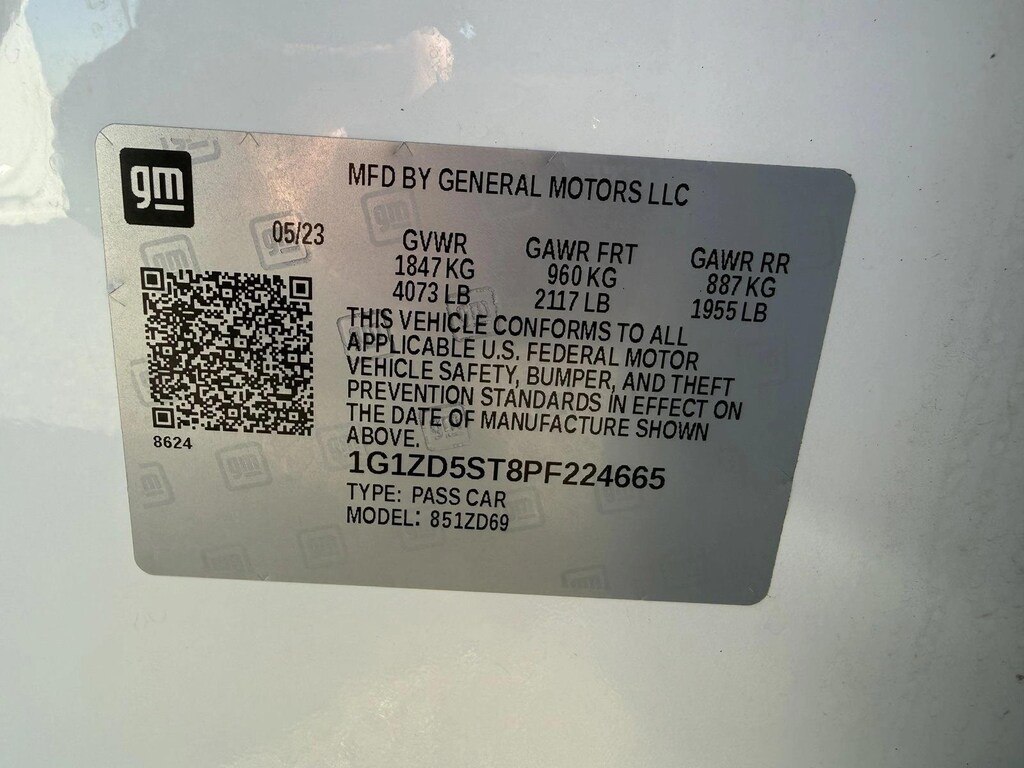 gm
MFD BY GENERAL MOTORS LLC
05/23
GVWR GAWR FRT GAWR RR
1847 KG 960 KG 887 KG
4073 LB 2117 LB 1955 LB
THIS VEHICLE CONFORMS TO ALL
APPLICABLE U.S. FEDERAL MOTOR
VEHICLE SAFETY, BUMPER, AND THEFT
PREVENTION STANDARDS IN EFFECT ON
THE DATE OF MANUFACTURE SHOWN
ABOVE.
8624
1G1ZD5ST8PF224665
TYPE: PASS CAR
MODEL: 851ZD69